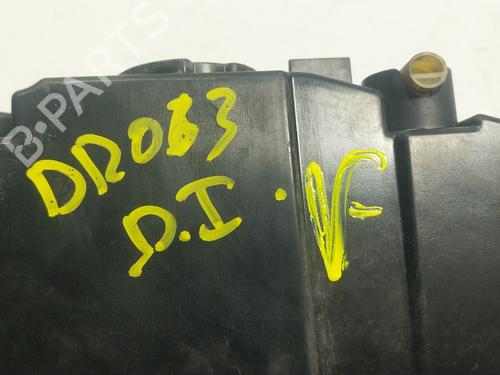 B-PARTS
DR063
D.I.
V-